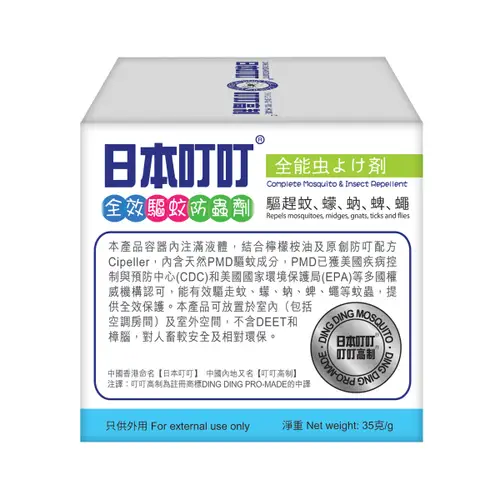 日本叮叮®
全能虫よけ剤
Complete Mosquito & Insect Repellent
全效驅蚊防蟲劑
驅趕蚊、蠓、蚋、蜱、蠅
Repels mosquitoes, midges, gnats, ticks and flies
本產品容器內注滿液體，結合檸檬桉油及原創防叮配方
Cipeller，內含天然PMD驅蚊成分，PMD已獲美國疾病控
制與預防中心(CDC)和美國國家環境保護局(EPA)等多國權
威機構認可，能有效驅走蚊、蠓、蚋、蜱、蠅等蚊蟲，提
供全效保護。本產品可放置於室內（包括
空調房間）及室外空間，不含DEET和
樟腦，對人畜較安全及相對環保。
DING DING MOSQUITO
日本叮叮
叮叮高制
DING DING PRO-MADE
中國香港命名【日本叮叮】 中國內地又名【叮叮高制】
注譯：叮叮高制為註冊商標DING DING PRO-MADE的中譯
只供外用 For external use only
淨重 Net weight: 35克/g